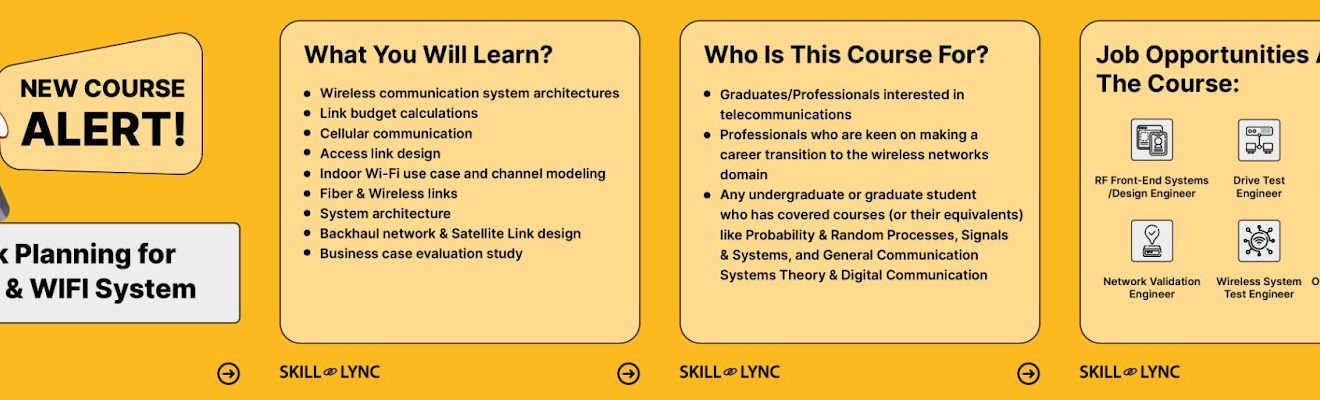 NEW COURSE
ALERT!
Planning for
& WIFI System
What You Will Learn?
• Wireless communication system architectures
• Link budget calculations
• Cellular communication
• Access link design
• Indoor Wi-Fi use case and channel modeling
• Fiber & Wireless links
• System architecture
• Backhaul network & Satellite Link design
• Business case evaluation study
SKILL LYNC
Who Is This Course For?
• Graduates/Professionals interested in
telecommunications
• Professionals who are keen on making a
career transition to the wireless networks
domain
• Any undergraduate or graduate student
who has covered courses (or their equivalents)
like Probability & Random Processes, Signals
& Systems, and General Communication
Systems Theory & Digital Communication
SKILL LYNC
Job Opportunities
The Course:
RF Front-End Systems
/Design Engineer
Drive Test
Engineer
Network Validation
Engineer
Wireless System
Test Engineer
SKILL LYNC